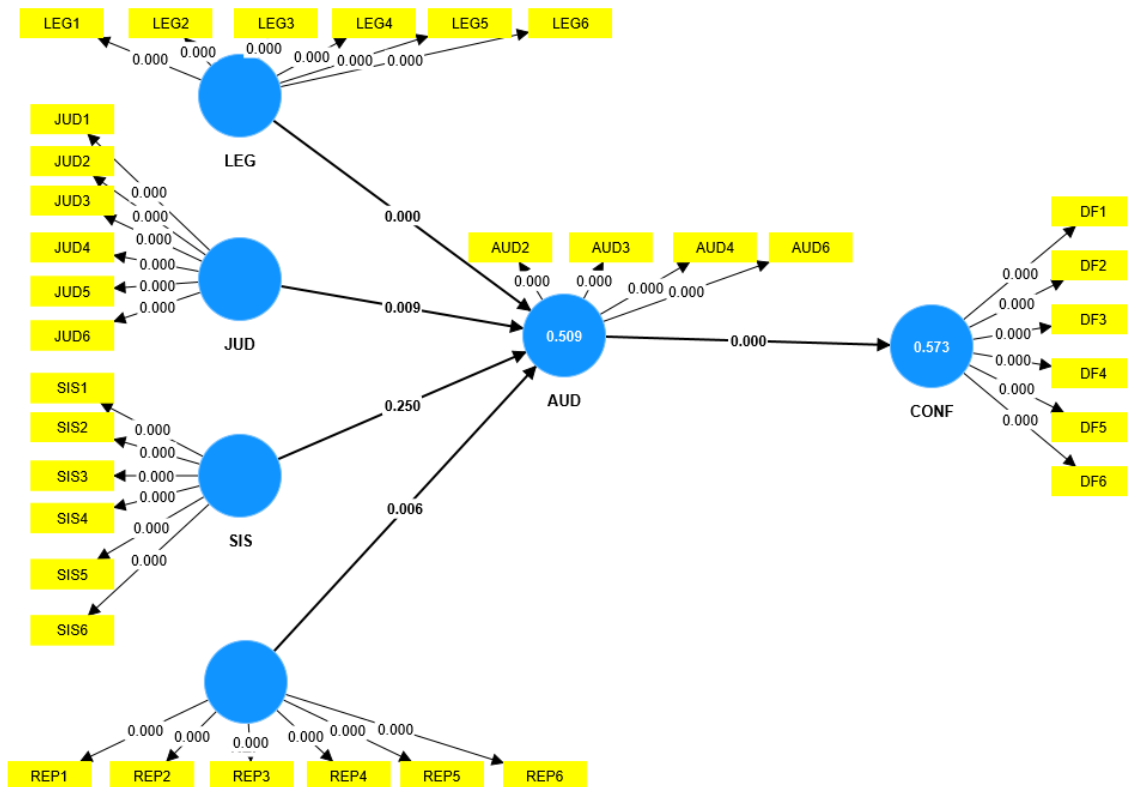 LEG1 LEG2 LEG3 LEG4 LEG5 LEG6
0.000 0.000 0.000 0.000 0.000 0.000
LEG
JUD1
JUD2
JUD3
JUD4
JUD5
JUD6
0.000
0.000
0.000
0.000
0.000
0.000
JUD
SIS1
SIS2
SIS3
SIS4
SIS5
SIS6
0.000
0.000
0.000
0.000
0.000
0.000
SIS
0.000 0.000 0.000 0.000 0.000 0.000
REP1 REP2 REP3 REP4 REP5 REP6
0.000
0.009
0.250
0.006
AUD2 AUD3 AUD4 AUD6
0.000 0.000 0.000 0.000
0.509
AUD
0.000
0.573
CONF
0.000
0.000
0.000
0.000
0.000
0.000
DF1
DF2
DF3
DF4
DF5
DF6